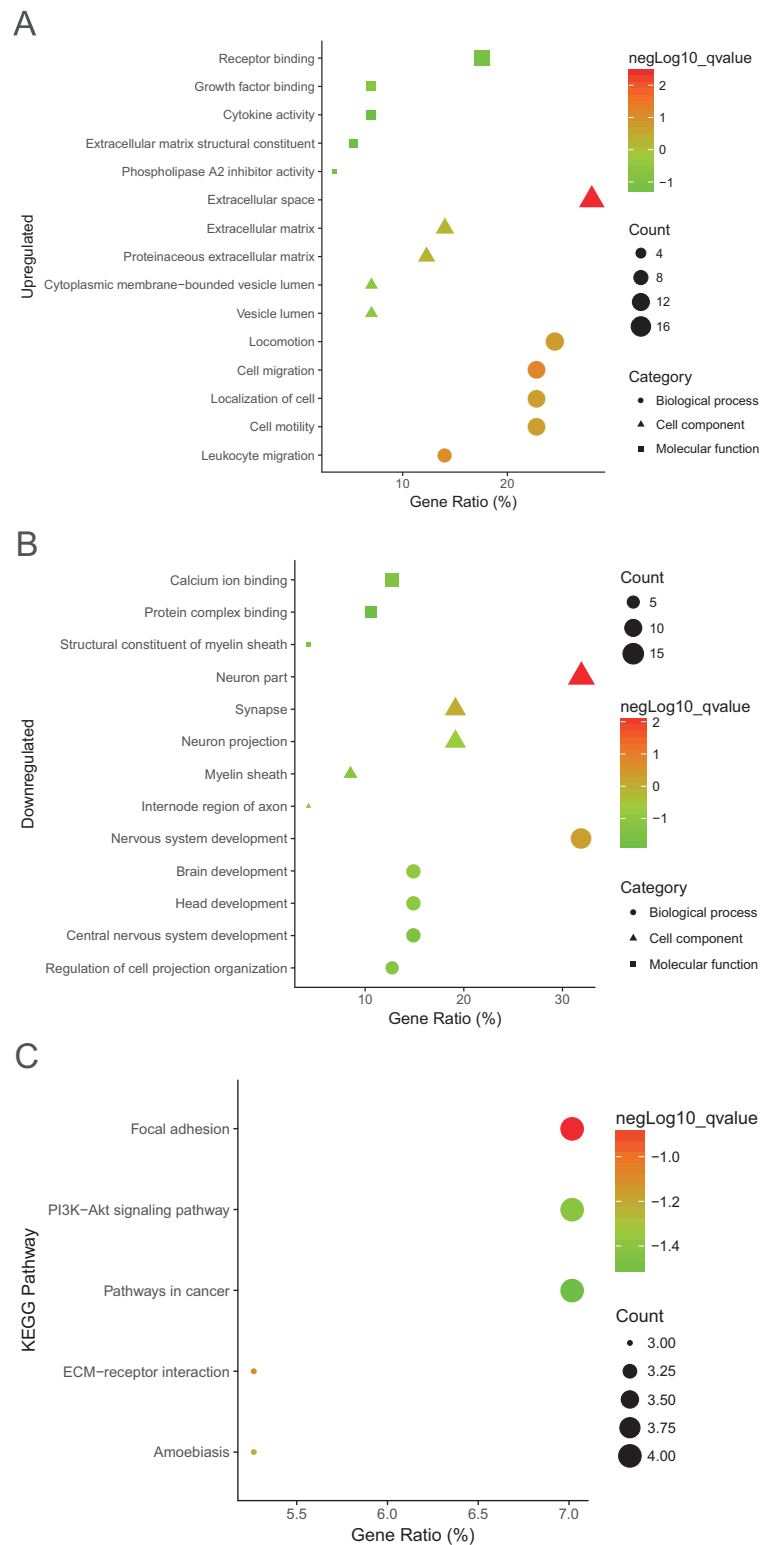 A
Upregulated
Receptor binding
Growth factor binding
Cytokine activity
Extracellular matrix structural constituent
Phospholipase A2 inhibitor activity
Extracellular space
Extracellular matrix
Proteinaceous extracellular matrix
Cytoplasmic membrane−bounded vesicle lumen
Vesicle lumen
Locomotion
Cell migration
Localization of cell
Cell motility
Leukocyte migration
10 20
Gene Ratio (%)
negLog10_qvalue
2
1
0
−1
Count
4
8
12
16
Category
Biological process
Cell component
Molecular function
B
Downregulated
Calcium ion binding
Protein complex binding
Structural constituent of myelin sheath
Neuron part
Synapse
Neuron projection
Myelin sheath
Internode region of axon
Nervous system development
Brain development
Head development
Central nervous system development
Regulation of cell projection organization
10 20 30
Gene Ratio (%)
Count
5
10
15
negLog10_qvalue
2
1
0
−1
Category
Biological process
Cell component
Molecular function
C
KEGG Pathway
Focal adhesion
PI3K−Akt signaling pathway
Pathways in cancer
ECM−receptor interaction
Amoebiasis
5.5 6.0 6.5 7.0
Gene Ratio (%)
negLog10_qvalue
−1.0
−1.2
−1.4
Count
3.00
3.25
3.50
3.75
4.00